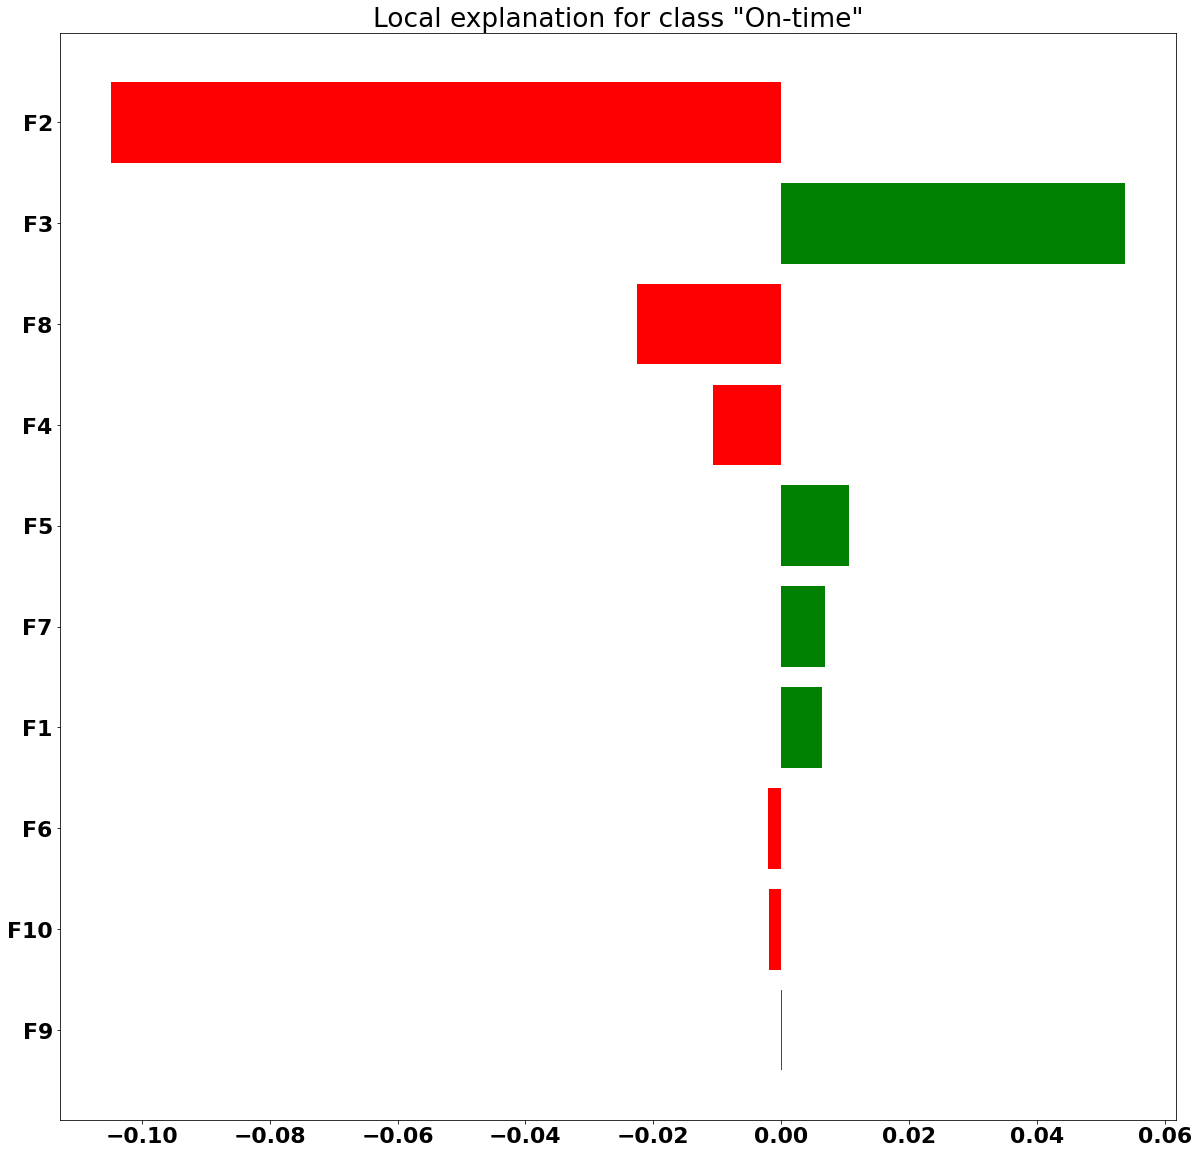 Local explanation for class "On-time"
F2
F3
F8
F4
F5
F7
F1
F6
F10
F9
−0.10 −0.08 −0.06 −0.04 −0.02 0.00 0.02 0.04 0.06